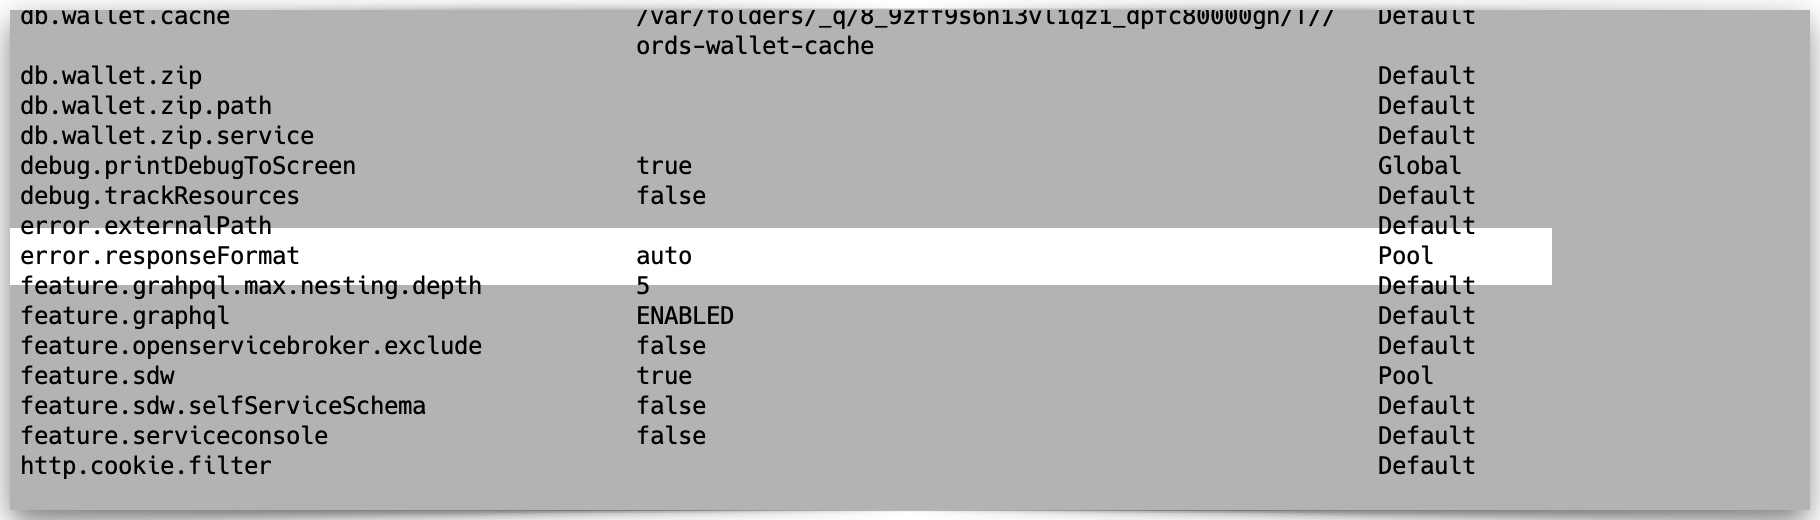 db.wallet.cache /var/folders/_q/8_9zff9s6n13vl1qz1_dpfc80000gn/T// Default
ords-wallet-cache
db.wallet.zip Default
db.wallet.zip.path Default
db.wallet.zip.service Default
debug.printDebugToScreen true Global
debug.trackResources false Default
error.externalPath Default
error.responseFormat auto Pool
feature.grahpql.max.nesting.depth 5 Default
feature.graphql ENABLED Default
feature.openservicebroker.exclude false Default
feature.sdw true Pool
feature.sdw.selfServiceSchema false Default
feature.serviceconsole false Default
http.cookie.filter Default